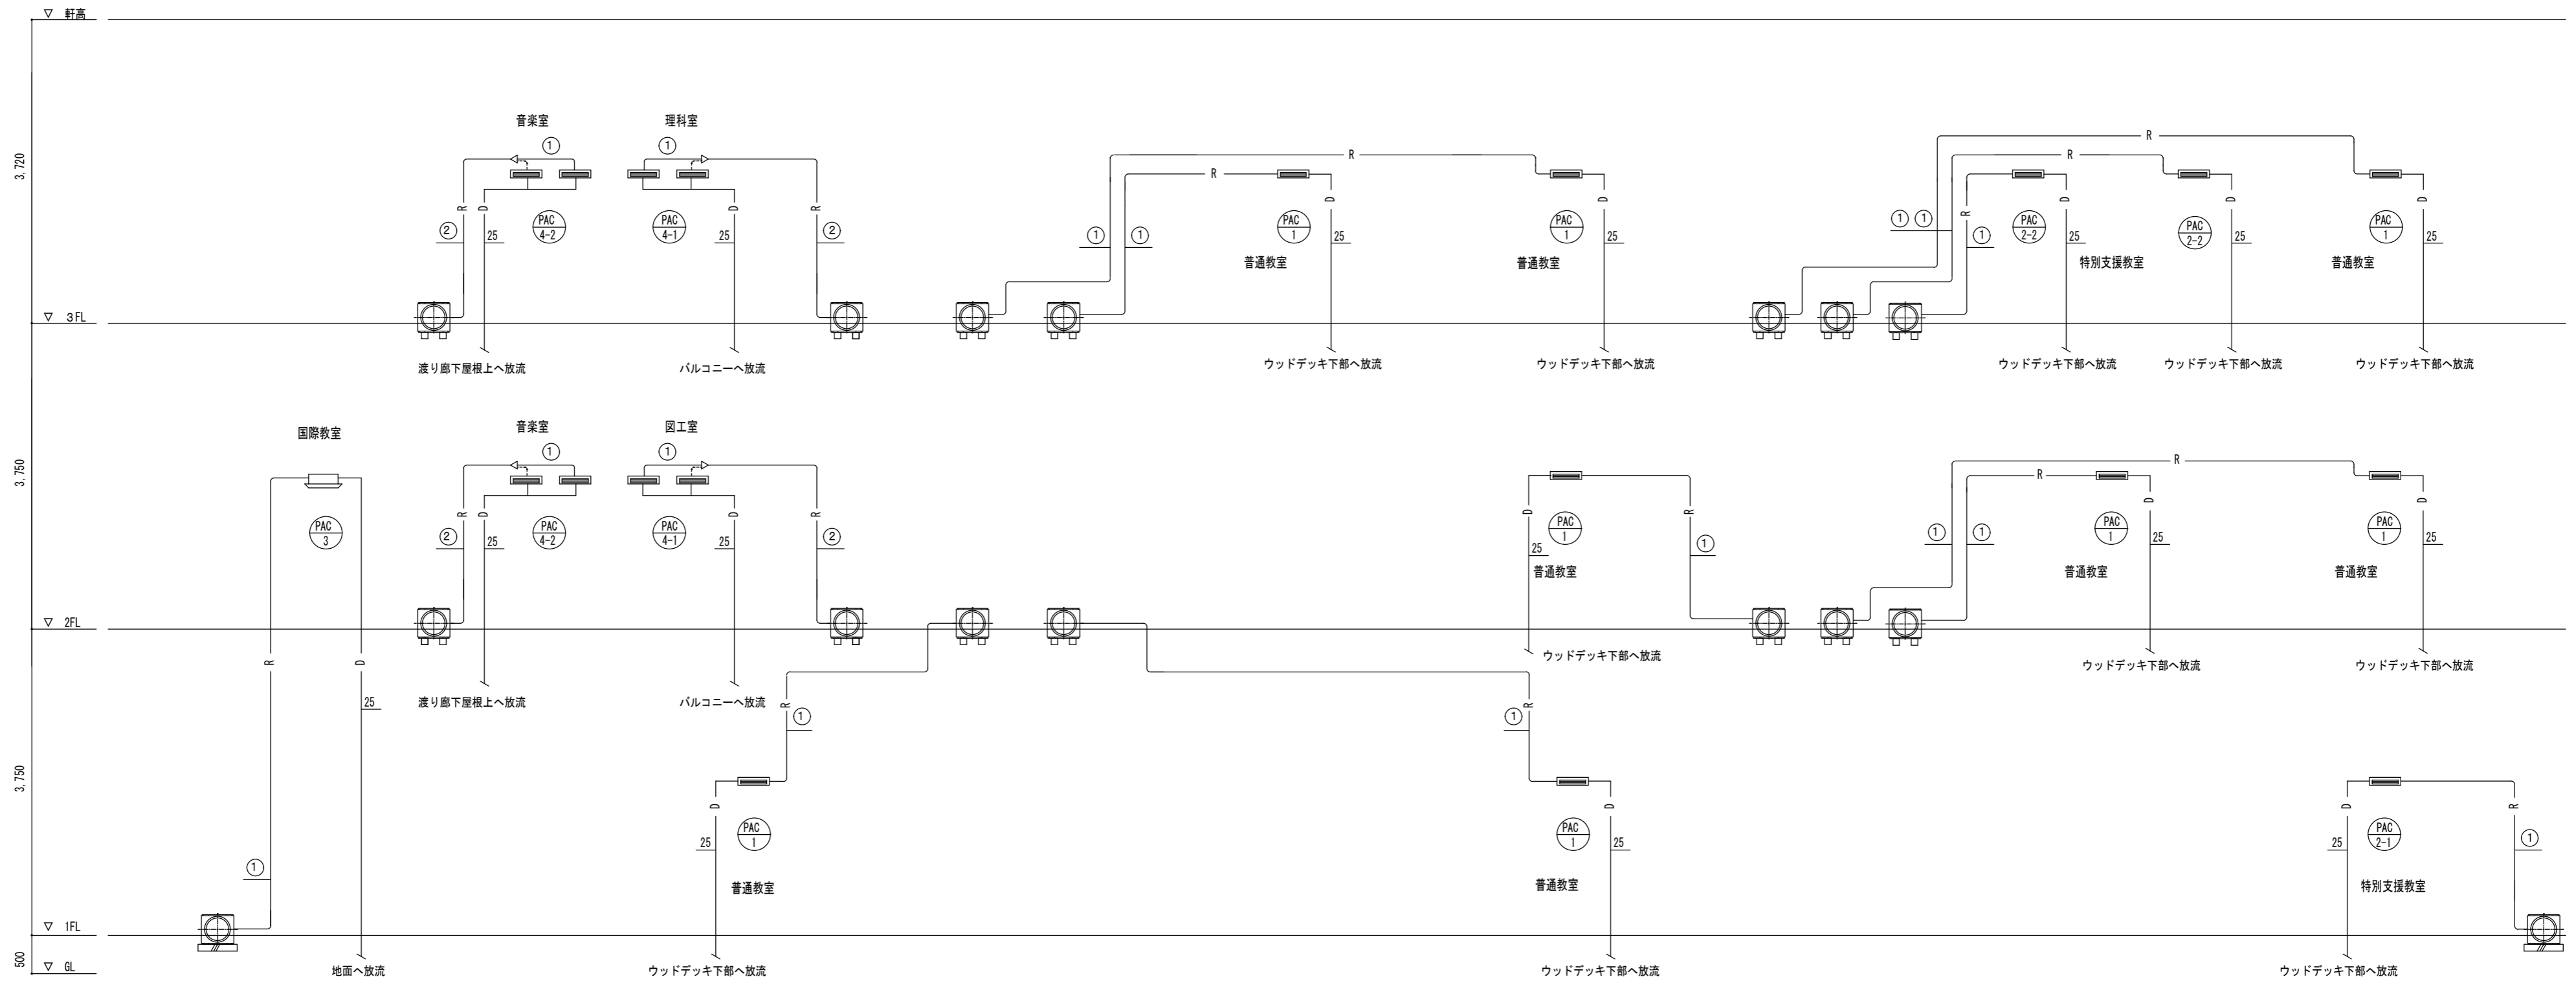 ▽ 軒高
3,720
音楽室
理科室
①
①
R
R
R
R
D
D
R
R
D
D
R
D
D
D
②
25
PAC
4-2
PAC
4-1
25
②
①
①
PAC
1
25
PAC
1
25
① ①
①
PAC
2-2
25
PAC
2-2
25
PAC
1
25
普通教室
普通教室
特別支援教室
普通教室
▽ 3FL
渡り廊下屋根上へ放流
バルコニーへ放流
ウッドデッキ下部へ放流
ウッドデッキ下部へ放流
ウッドデッキ下部へ放流
ウッドデッキ下部へ放流
ウッドデッキ下部へ放流
3,750
国際教室
音楽室
図工室
①
①
R
R
R
D
D
R
D
R
D
D
PAC
3
②
25
PAC
4-2
PAC
4-1
25
②
PAC
1
25
①
①
①
PAC
1
25
PAC
1
25
普通教室
普通教室
普通教室
▽ 2FL
R
D
25
渡り廊下屋根上へ放流
バルコニーへ放流
ウッドデッキ下部へ放流
ウッドデッキ下部へ放流
ウッドデッキ下部へ放流
R
①
①
R
3,750
D
D
D
R
25
PAC
1
PAC
1
25
25
PAC
2-1
①
①
普通教室
普通教室
特別支援教室
▽ 1FL
500
▽ GL
地面へ放流
ウッドデッキ下部へ放流
ウッドデッキ下部へ放流
ウッドデッキ下部へ放流